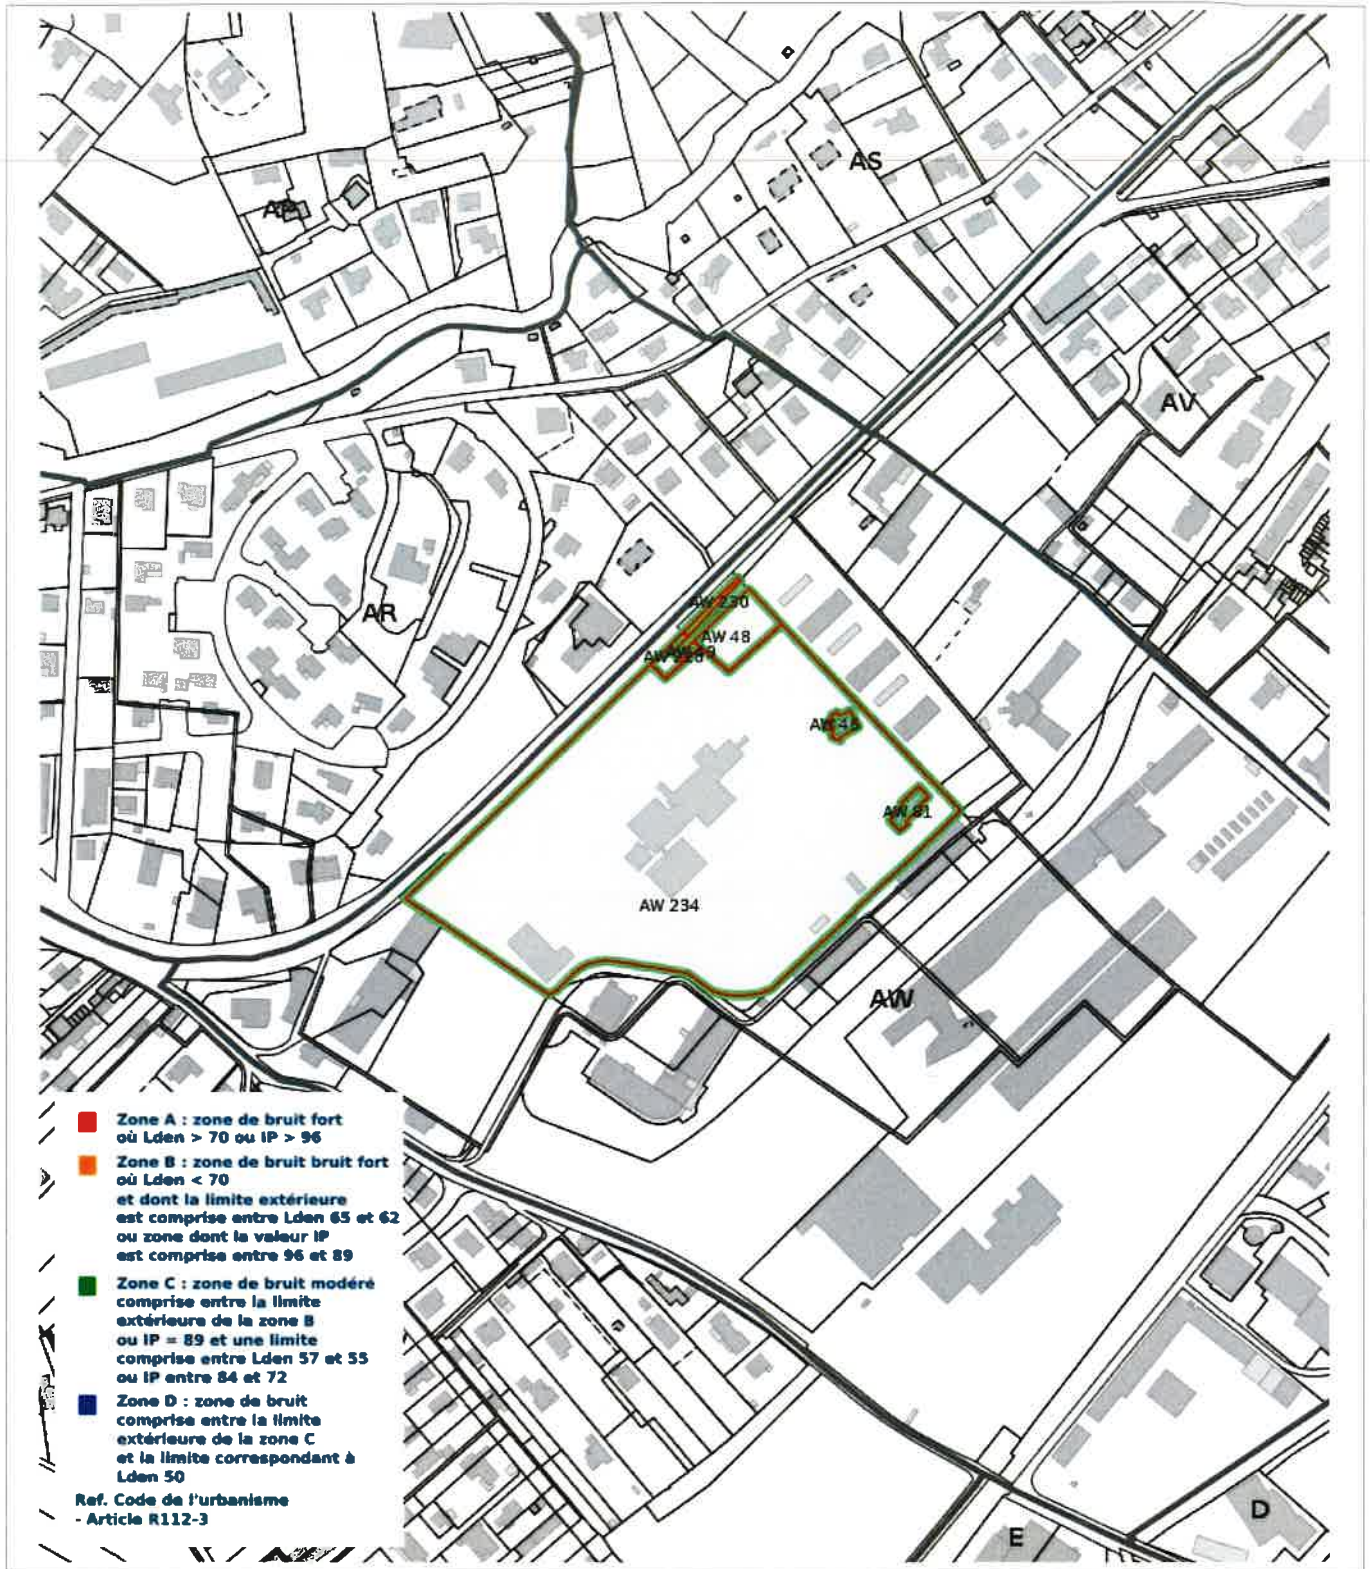 AS
AV
AR
AW 230
AW 48
AW 81
AW 234
AW
Zone A : zone de bruit fort
où Lden > 70 ou IP > 96
Zone B : zone de bruit bruit fort
où Lden < 70
et dont la limite extérieure
est comprise entre Lden 65 et 62
ou zone dont la valeur IP
est comprise entre 96 et 89
Zone C : zone de bruit modéré
comprise entre la limite
extérieure de la zone B
ou IP = 89 et une limite
comprise entre Lden 57 et 55
ou IP entre 84 et 72
Zone D : zone de bruit
comprise entre la limite
extérieure de la zone C
et la limite correspondant à
Lden 50
Ref. Code de l'urbanisme
- Article R112-3
D
E